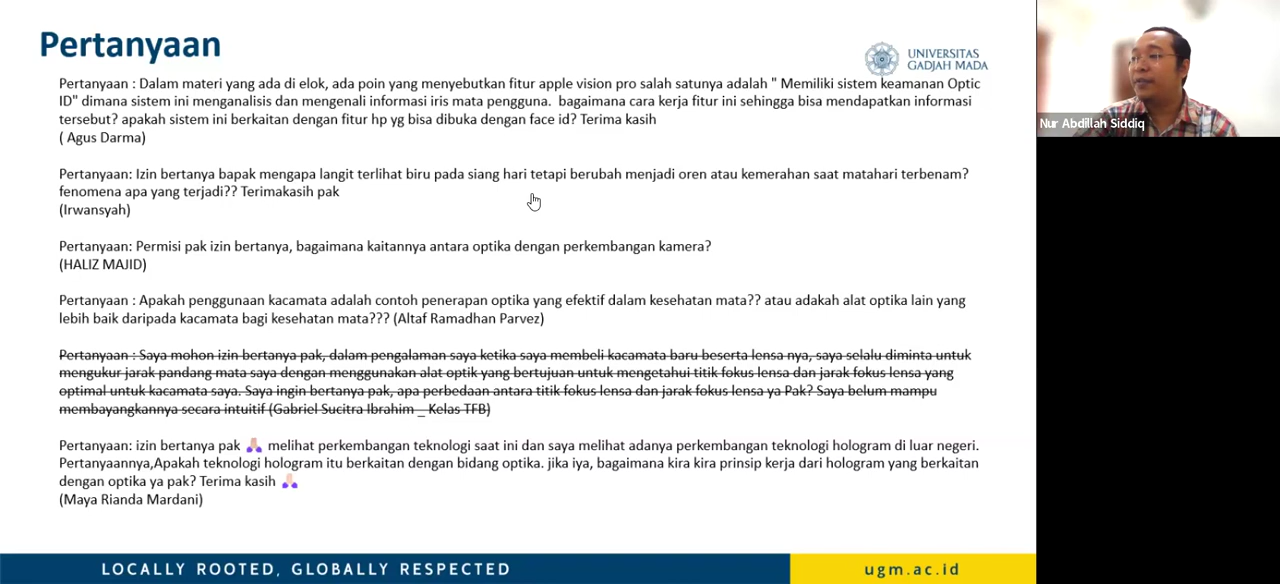 Pertanyaan
UNIVERSITAS
GADJAH MADA
Pertanyaan : Dalam materi yang ada di elok, ada poin yang menyebutkan fitur apple vision pro salah satunya adalah " Memiliki sistem keamanan Optic
ID" dimana sistem ini menganalisis dan mengenali informasi iris mata pengguna.  bagaimana cara kerja fitur ini sehingga bisa mendapatkan informasi
tersebut? apakah sistem ini berkaitan dengan fitur hp yg bisa dibuka dengan face id? Terima kasih
( Agus Darma)
Pertanyaan: Izin bertanya bapak mengapa langit terlihat biru pada siang hari tetapi berubah menjadi oren atau kemerahan saat matahari terbenam?
fenomena apa yang terjadi?? Terimakasih pak
(Irwansyah)
Pertanyaan: Permisi pak izin bertanya, bagaimana kaitannya antara optika dengan perkembangan kamera?
(HALIZ MAJID)
Pertanyaan : Apakah penggunaan kacamata adalah contoh penerapan optika yang efektif dalam kesehatan mata?? atau adakah alat optika lain yang
lebih baik daripada kacamata bagi kesehatan mata??? (Altaf Ramadhan Parvez)
Pertanyaan : Saya mohon izin bertanya pak, dalam pengalaman saya ketika saya membeli kacamata baru beserta lensa nya, saya selalu diminta untuk
mengukur jarak pandang mata saya dengan menggunakan alat optik yang bertujuan untuk mengetahui titik fokus lensa dan jarak fokus lensa yang
optimal untuk kacamata saya. Saya ingin bertanya pak, apa perbedaan antara titik fokus lensa dan jarak fokus lensa ya Pak? Saya belum mampu
membayangkannya secara intuitif (Gabriel Sucitra Ibrahim _ Kelas TFB)
Pertanyaan: izin bertanya pak 🙏🏻 melihat perkembangan teknologi saat ini dan saya melihat adanya perkembangan teknologi hologram di luar negeri.
Pertanyaannya,Apakah teknologi hologram itu berkaitan dengan bidang optika. jika iya, bagaimana kira kira prinsip kerja dari hologram yang berkaitan
dengan optika ya pak? Terima kasih 🙏🏻
(Maya Rianda Mardani)
LOCALLY ROOTED, GLOBALLY RESPECTED
ugm.ac.id
Nur Abdillah Siddiq